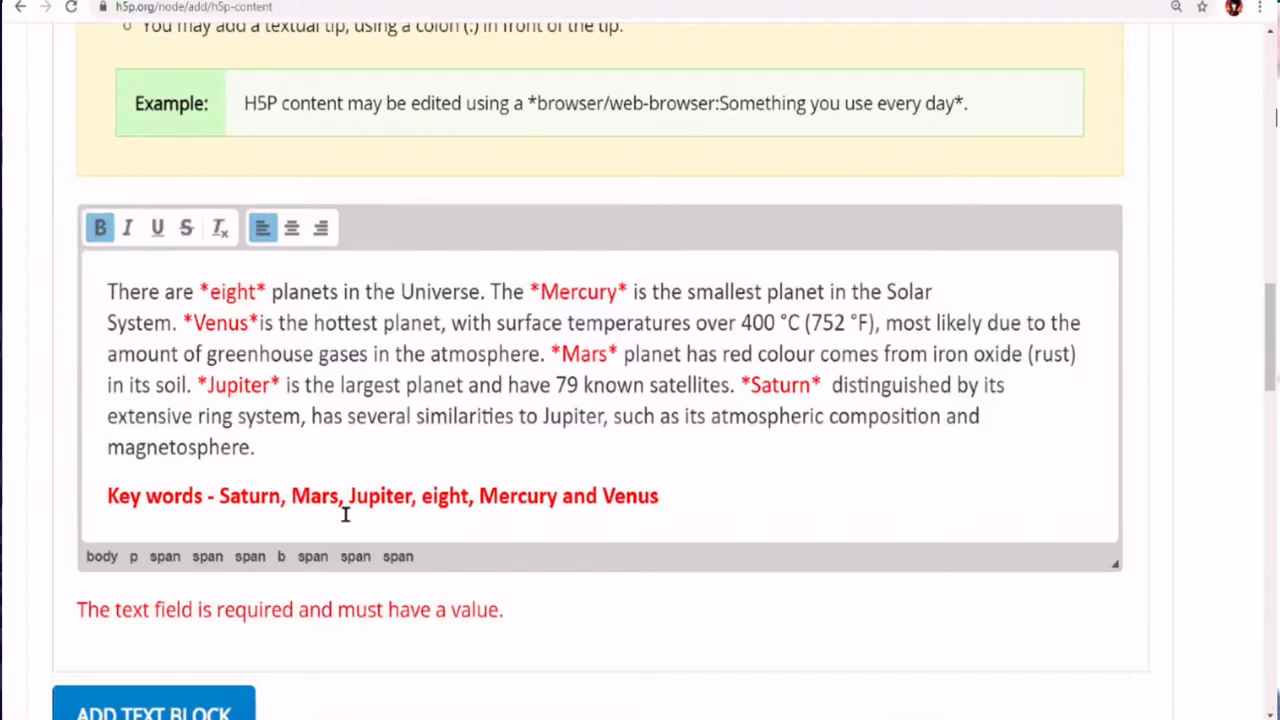 h5p.org/node/add/h5p-content
You may add a textual tip, using a colon (:) in front of the tip.
Example: H5P content may be edited using a *browser/web-browser:Something you use every day*.
B I U S Tx
There are *eight* planets in the Universe. The *Mercury* is the smallest planet in the Solar
System. *Venus*is the hottest planet, with surface temperatures over 400 °C (752 °F), most likely due to the
amount of greenhouse gases in the atmosphere. *Mars* planet has red colour comes from iron oxide (rust)
in its soil. *Jupiter* is the largest planet and have 79 known satellites. *Saturn* distinguished by its
extensive ring system, has several similarities to Jupiter, such as its atmospheric composition and
magnetosphere.
Key words - Saturn, Mars, Jupiter, eight, Mercury and Venus
body p span span span b span span span
The text field is required and must have a value.
ADD TEXT BLOCK